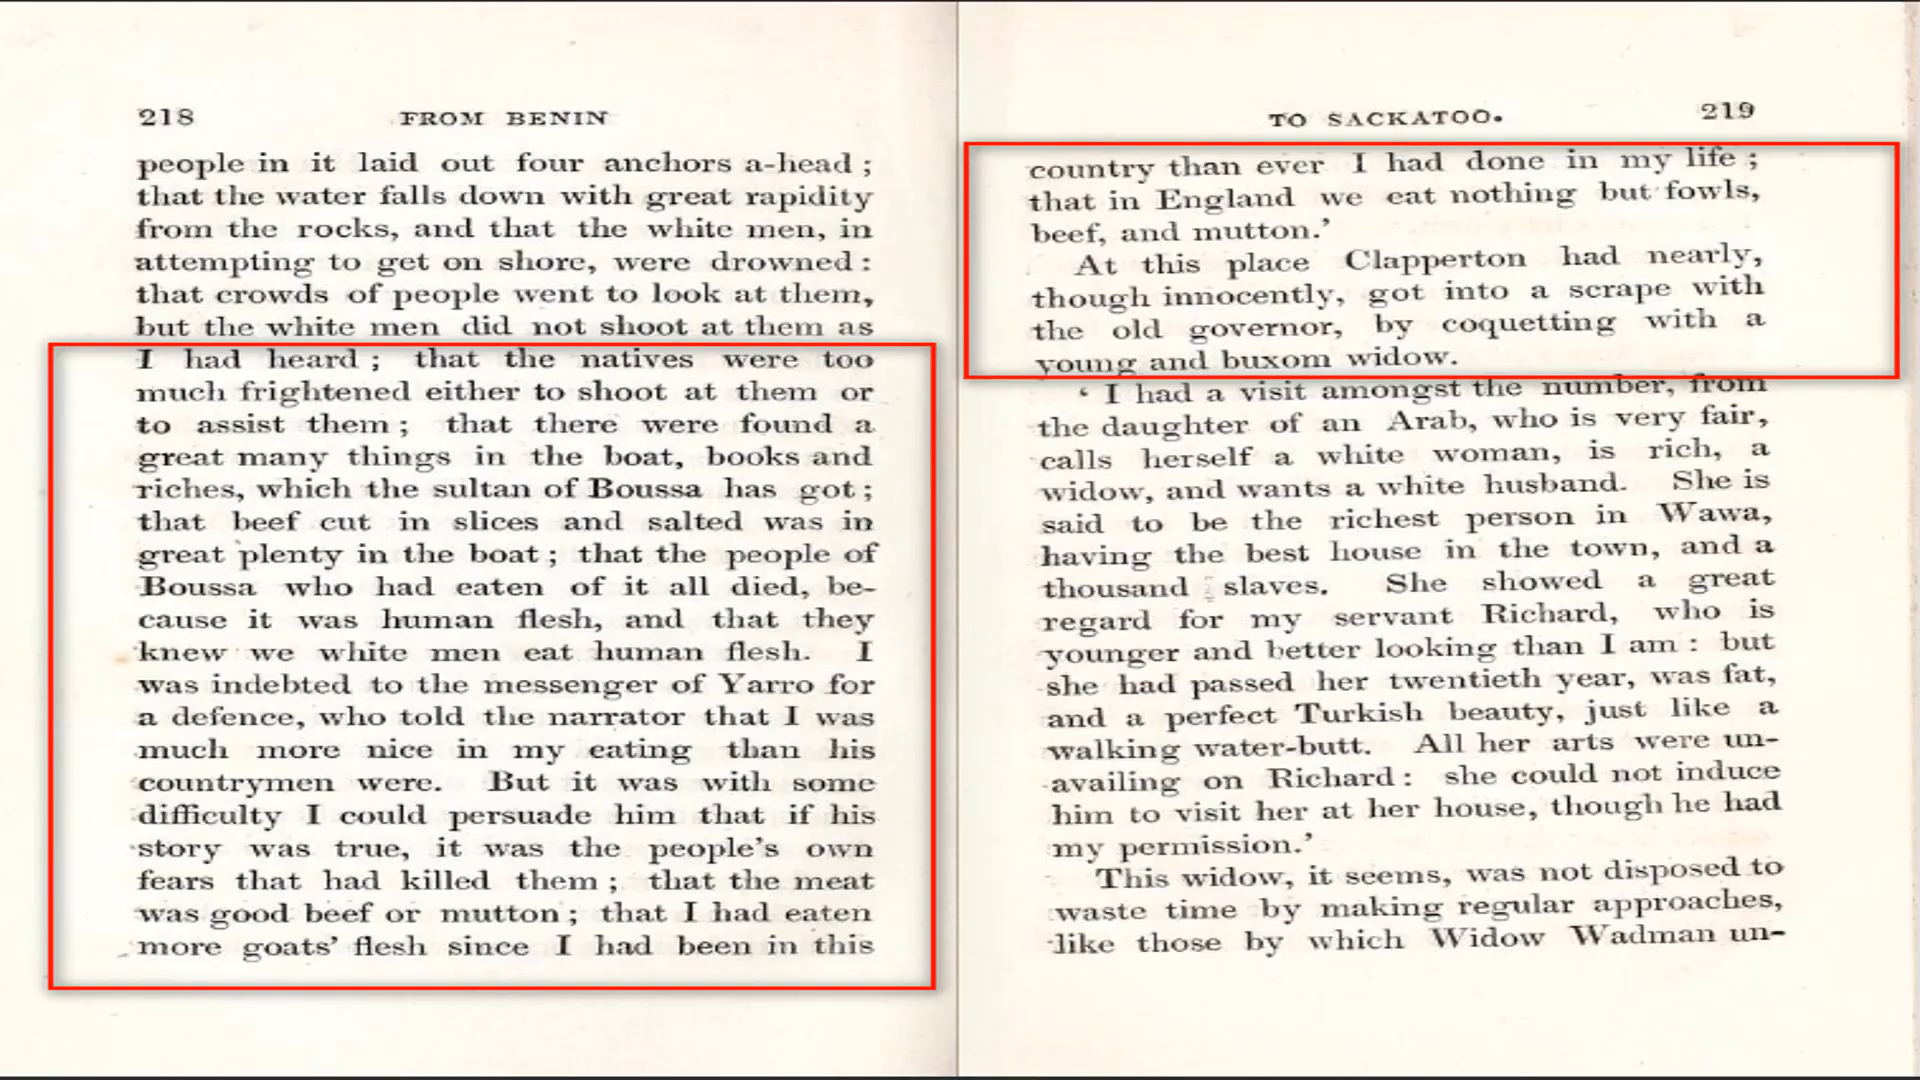 218 FROM BENIN
people in it laid out four anchors a-head ;
that the water falls down with great rapidity
from the rocks, and that the white men, in
attempting to get on shore, were drowned :
that crowds of people went to look at them,
but the white men did not shoot at them as
I had heard ; that the natives were too
much frightened either to shoot at them or
to assist them ; that there were found a
great many things in the boat, books and
riches, which the sultan of Boussa has got ;
that beef cut in slices and salted was in
great plenty in the boat ; that the people of
Boussa who had eaten of it all died, be-
cause it was human flesh, and that they
knew we white men eat human flesh. I
was indebted to the messenger of Yarro for
a defence, who told the narrator that I was
much more nice in my eating than his
countrymen were. But it was with some
difficulty I could persuade him that if his
story was true, it was the people's own
fears that had killed them ; that the meat
was good beef or mutton ; that I had eaten
more goats' flesh since I had been in this
TO SACKATOO. 219
country than ever I had done in my life ;
that in England we eat nothing but fowls,
beef, and mutton.'
At this place Clapperton had nearly,
though innocently, got into a scrape with
the old governor, by coquetting with a
young and buxom widow.
‘ I had a visit amongst the number, from
the daughter of an Arab, who is very fair,
calls herself a white woman, is rich, a
widow, and wants a white husband. She is
said to be the richest person in Wawa,
having the best house in the town, and a
thousand slaves. She showed a great
regard for my servant Richard, who is
younger and better looking than I am : but
she had passed her twentieth year, was fat,
and a perfect Turkish beauty, just like a
walking water-butt. All her arts were un-
availing on Richard : she could not induce
him to visit her at her house, though he had
my permission.'
This widow, it seems, was not disposed to
waste time by making regular approaches,
like those by which Widow Wadman un-